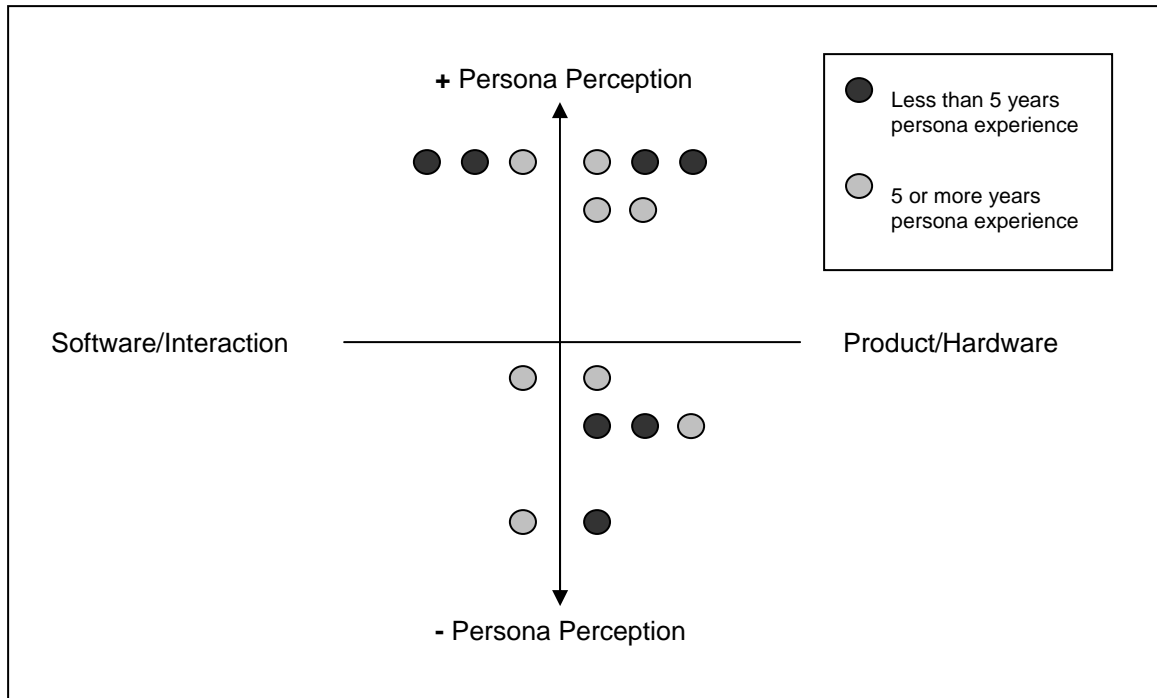 + Persona Perception
Less than 5 years
persona experience
5 or more years
persona experience
Software/Interaction
Product/Hardware
- Persona Perception